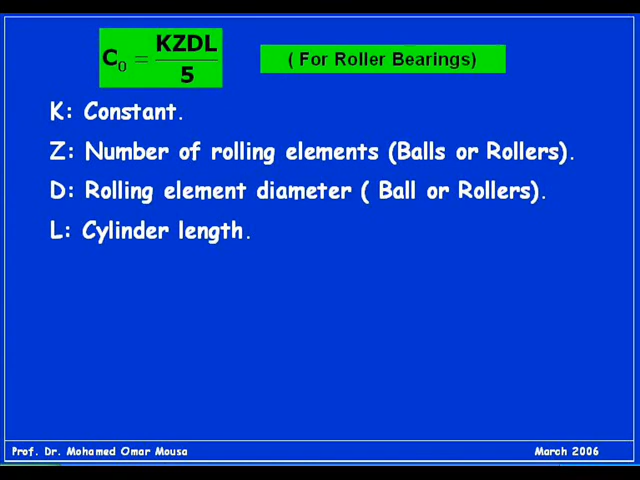 C₀ = KZDL / 5
( For Roller Bearings)
K: Constant.
Z: Number of rolling elements (Balls or Rollers).
D: Rolling element diameter ( Ball or Rollers).
L: Cylinder length.
Prof. Dr. Mohamed Omar Mousa
March 2006